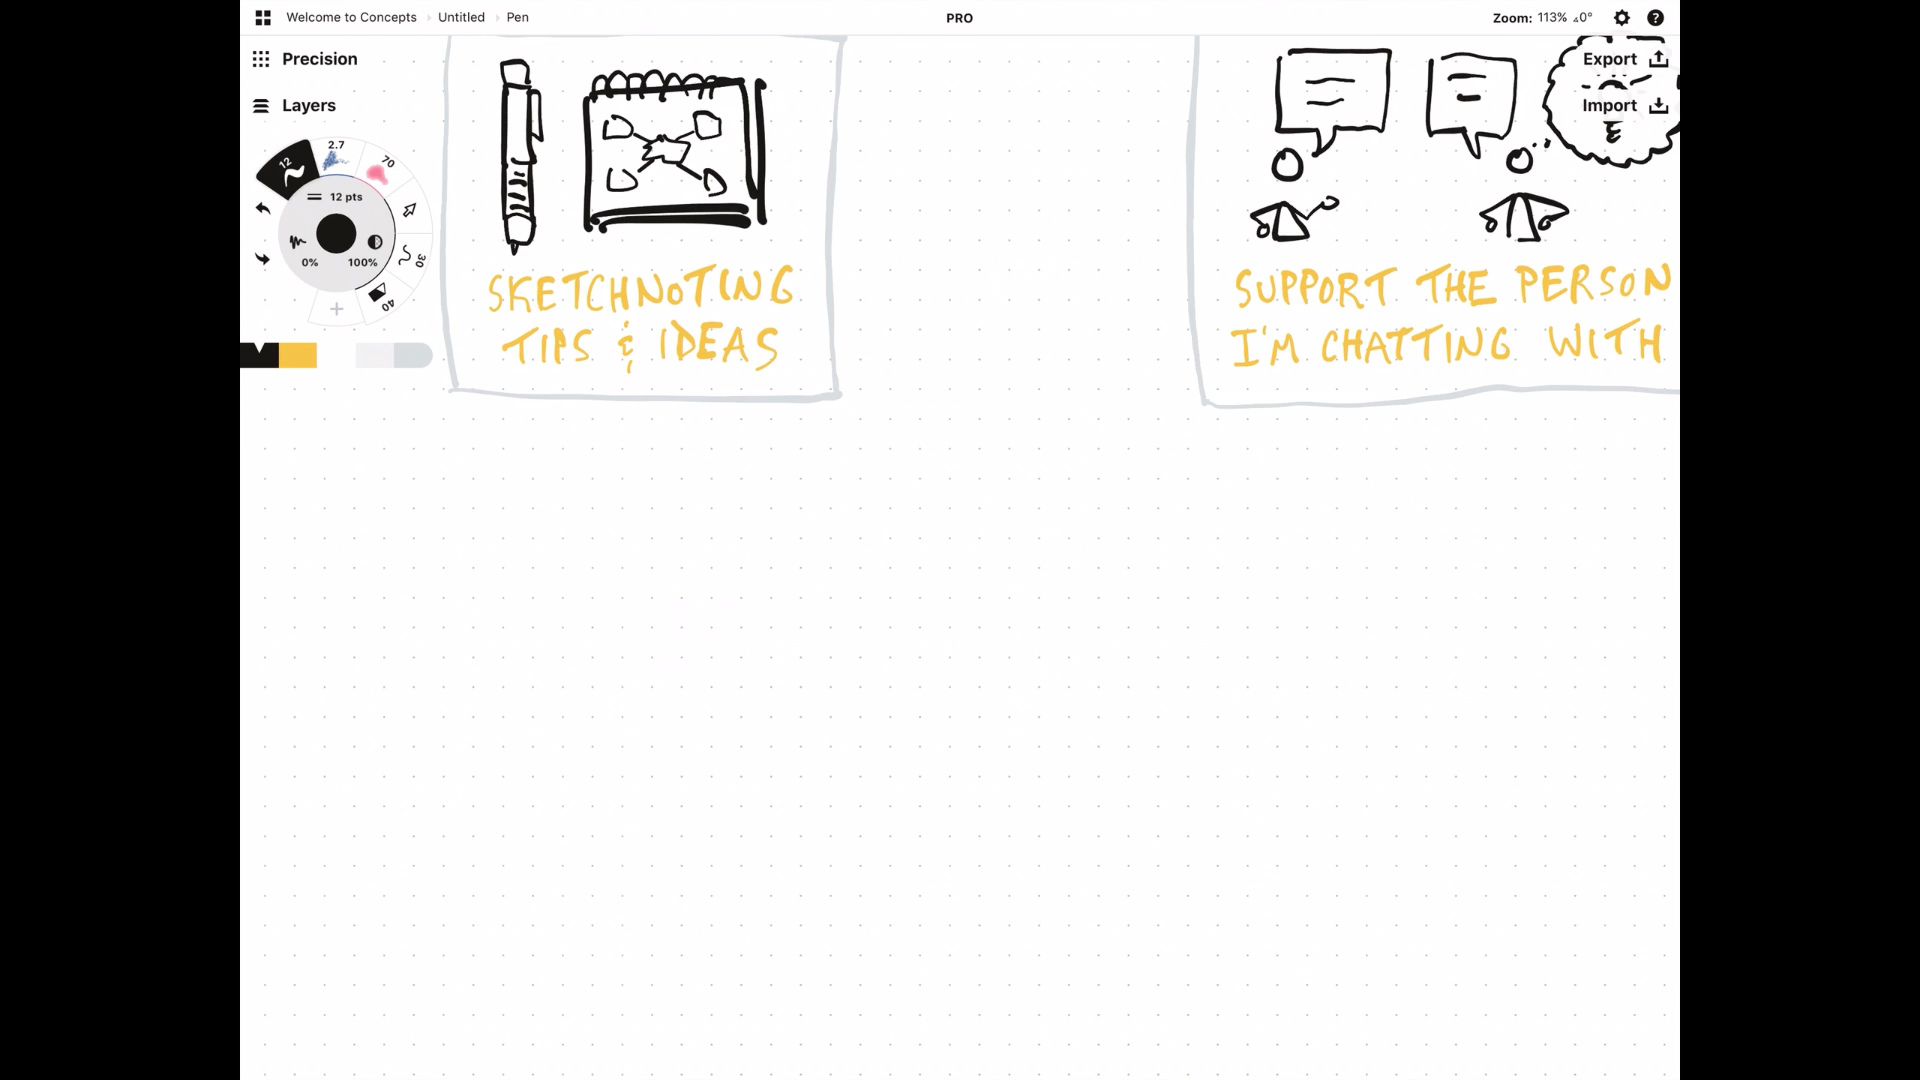 Welcome to Concepts › Untitled › Pen
PRO
Zoom: 113% ⊿0°
Precision
Layers
Export
Import
12
2.7
70
30
40
12 pts
0%
100%
SKETCHNOTING
TIPS & IDEAS
SUPPORT THE PERSON
I'M CHATTING WITH